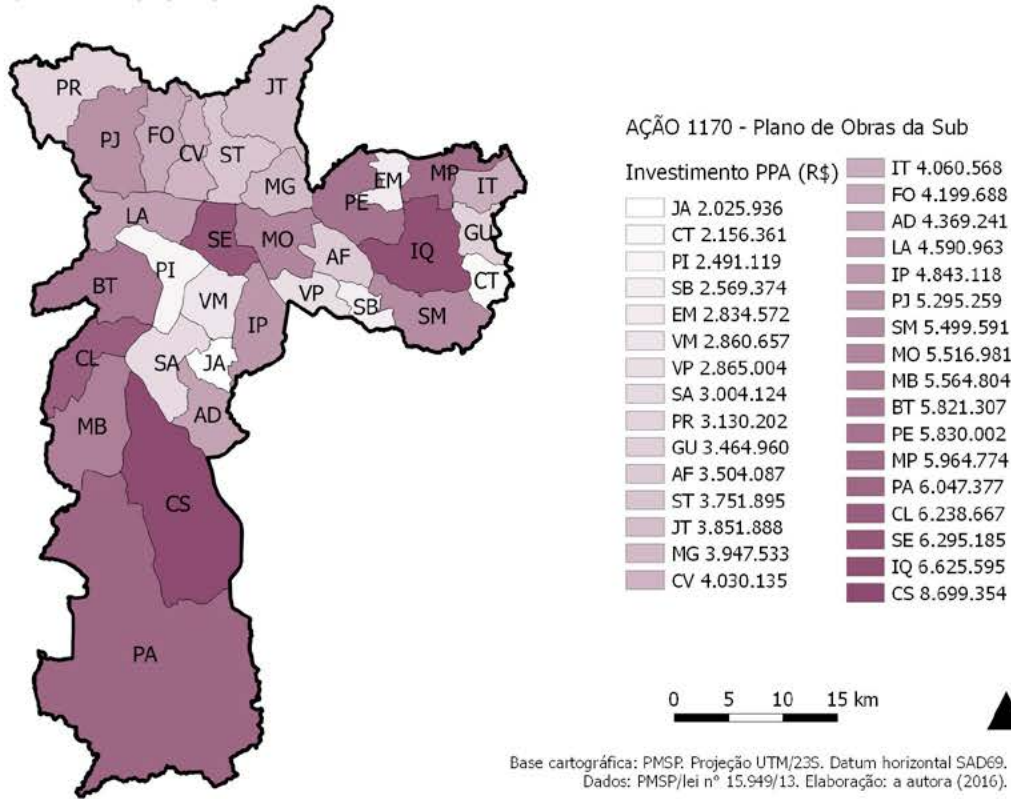 PR
JT
PJ
FO
CV
ST
MG
EM
MP
IT
PE
LA
SE
MO
AF
IQ
GU
PI
BT
VM
VP
SB
CT
IP
SM
CL
SA
JA
MB
AD
CS
PA
AÇÃO 1170 - Plano de Obras da Sub
Investimento PPA (R$)
JA 2.025.936
CT 2.156.361
PI 2.491.119
SB 2.569.374
EM 2.834.572
VM 2.860.657
VP 2.865.004
SA 3.004.124
PR 3.130.202
GU 3.464.960
AF 3.504.087
ST 3.751.895
JT 3.851.888
MG 3.947.533
CV 4.030.135
IT 4.060.568
FO 4.199.688
AD 4.369.241
LA 4.590.963
IP 4.843.118
PJ 5.295.259
SM 5.499.591
MO 5.516.981
MB 5.564.804
BT 5.821.307
PE 5.830.002
MP 5.964.774
PA 6.047.377
CL 6.238.667
SE 6.295.185
IQ 6.625.595
CS 8.699.354
0 5 10 15 km
Base cartográfica: PMSP. Projeção UTM/23S. Datum horizontal SAD69.
Dados: PMSP/lei nº 15.949/13. Elaboração: a autora (2016).